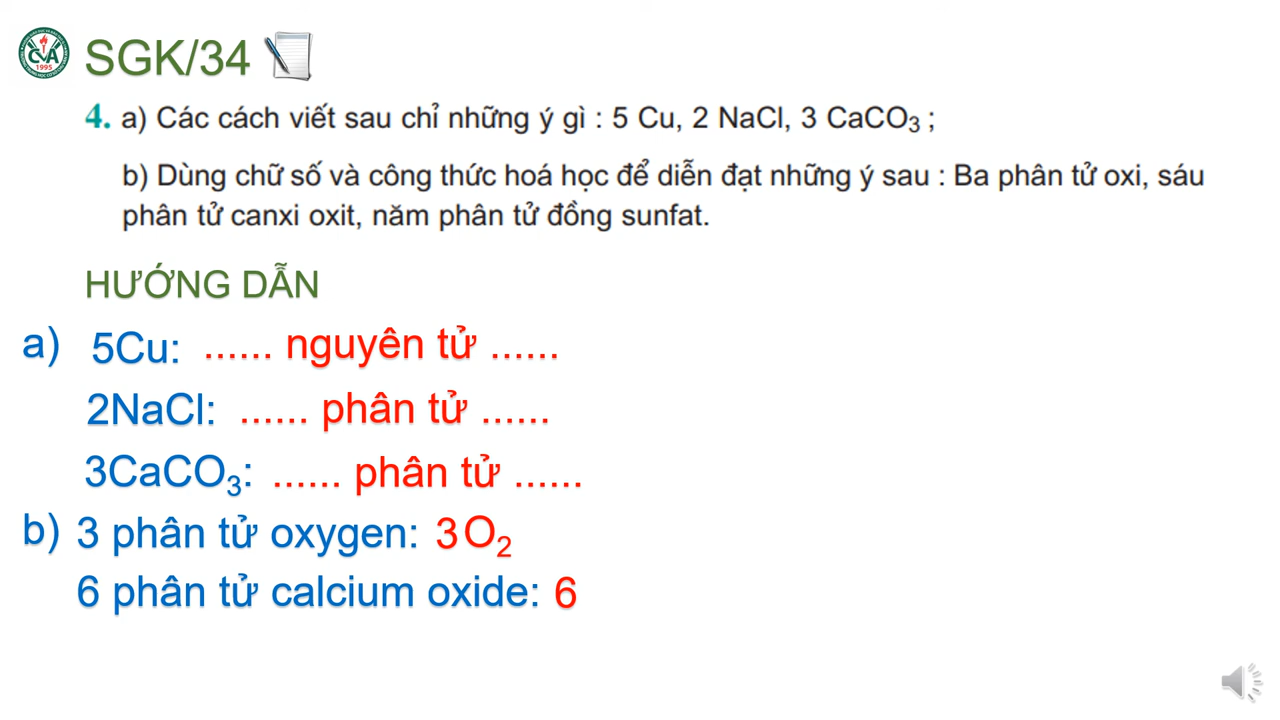 CVA
1995
SGK/34
4. a) Các cách viết sau chỉ những ý gì : 5 Cu, 2 NaCl, 3 CaCO₃ ;
b) Dùng chữ số và công thức hoá học để diễn đạt những ý sau : Ba phân tử oxi, sáu
phân tử canxi oxit, năm phân tử đồng sunfat.
HƯỚNG DẪN
a) 5Cu: ...... nguyên tử ......
2NaCl: ...... phân tử ......
3CaCO₃: ...... phân tử ......
b) 3 phân tử oxygen: 3O₂
6 phân tử calcium oxide: 6